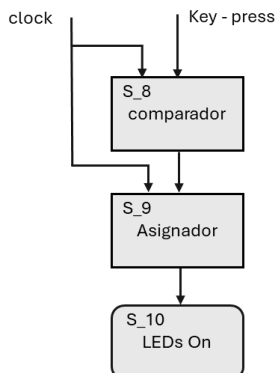 clock
Key - press
S_8
comparador
S_9
Asignador
S_10
LEDs On